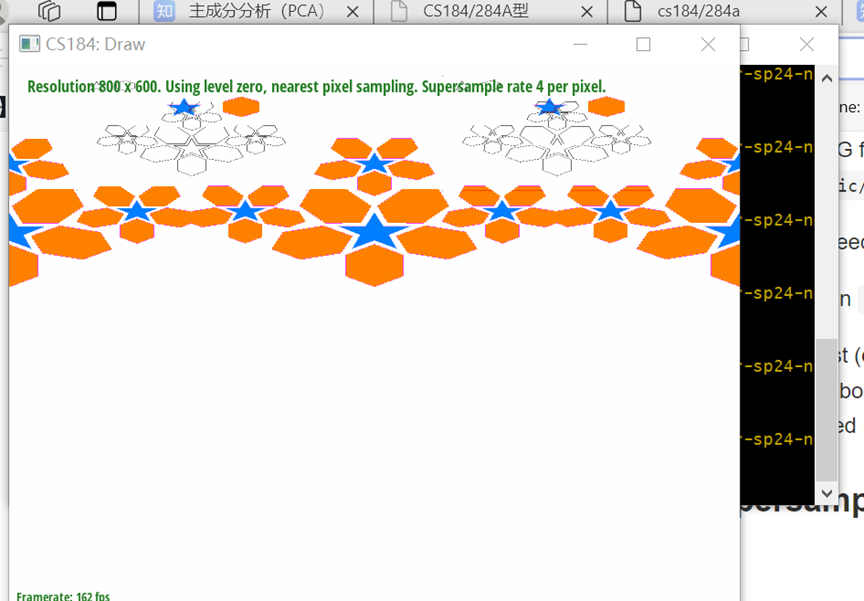 主成分分析（PCA）
CS184/284A型
cs184/284a
CS184: Draw
Resolution 800 x 600. Using level zero, nearest pixel sampling. Supersample rate 4 per pixel.
r-sp24-n
ne:
r-sp24-n
G f
ic/
r-sp24-n
eed
r-sp24-n
n
r-sp24-n
st (
bo
r-sp24-n
ed
persamp
Framerate: 162 fps